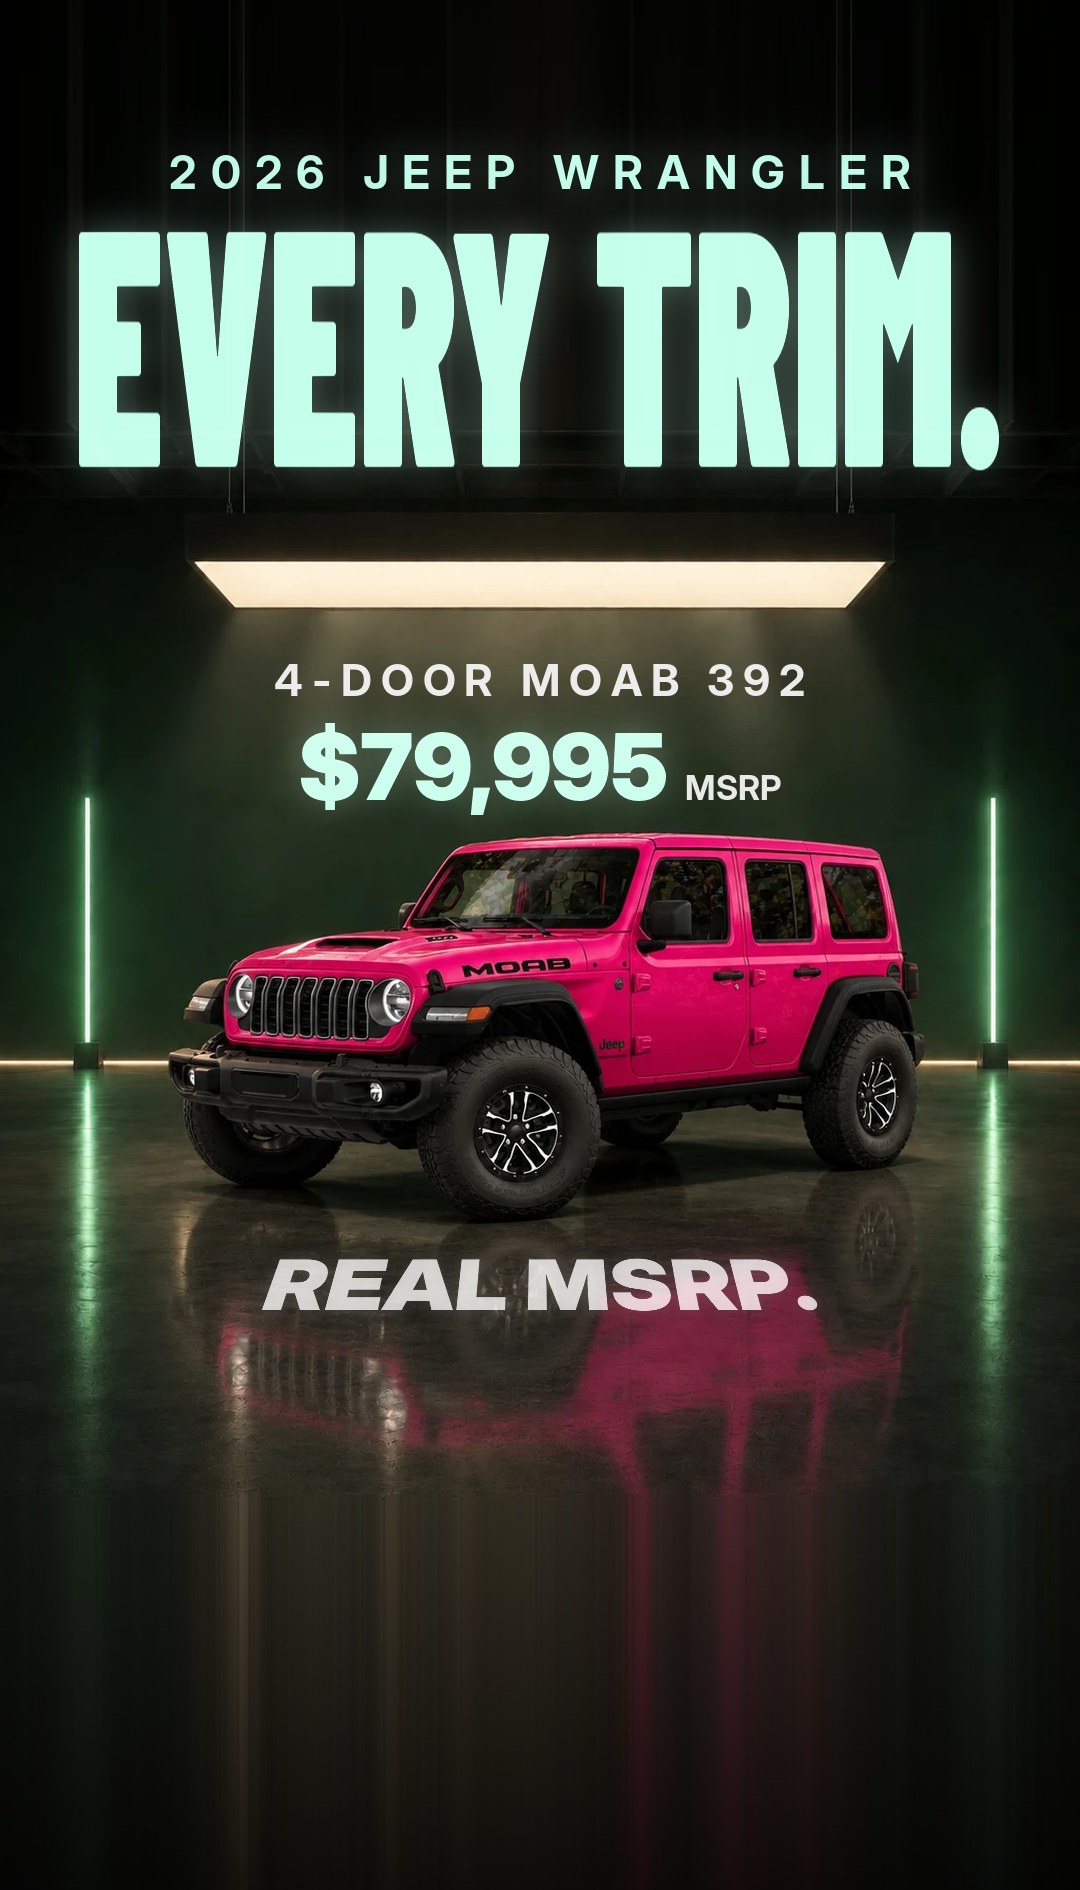 2026 JEEP WRANGLER
EVERY TRIM.
4-DOOR MOAB 392
$79,995 MSRP
MOAB
Jeep
REAL MSRP.